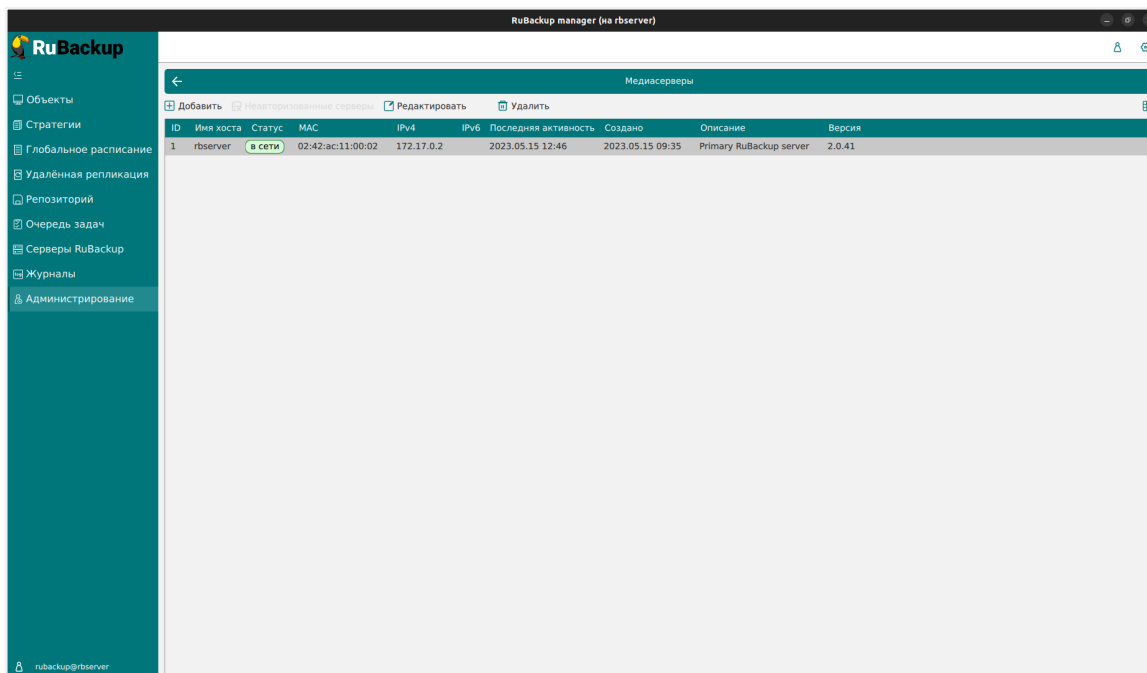 RuBackup manager (на rbserver)
RuBackup
Объекты
Стратегии
Глобальное расписание
Удалённая репликация
Репозиторий
Очередь задач
Серверы RuBackup
Журналы
Администрирование
rubackup@rbserver
Медиасерверы
Добавить Неавторизованные серверы Редактировать Удалить
ID Имя хоста Статус MAC IPv4 IPv6 Последняя активность Создано Описание Версия
1 rbserver в сети 02:42:ac:11:00:02 172.17.0.2 2023.05.15 12:46 2023.05.15 09:35 Primary RuBackup server 2.0.41